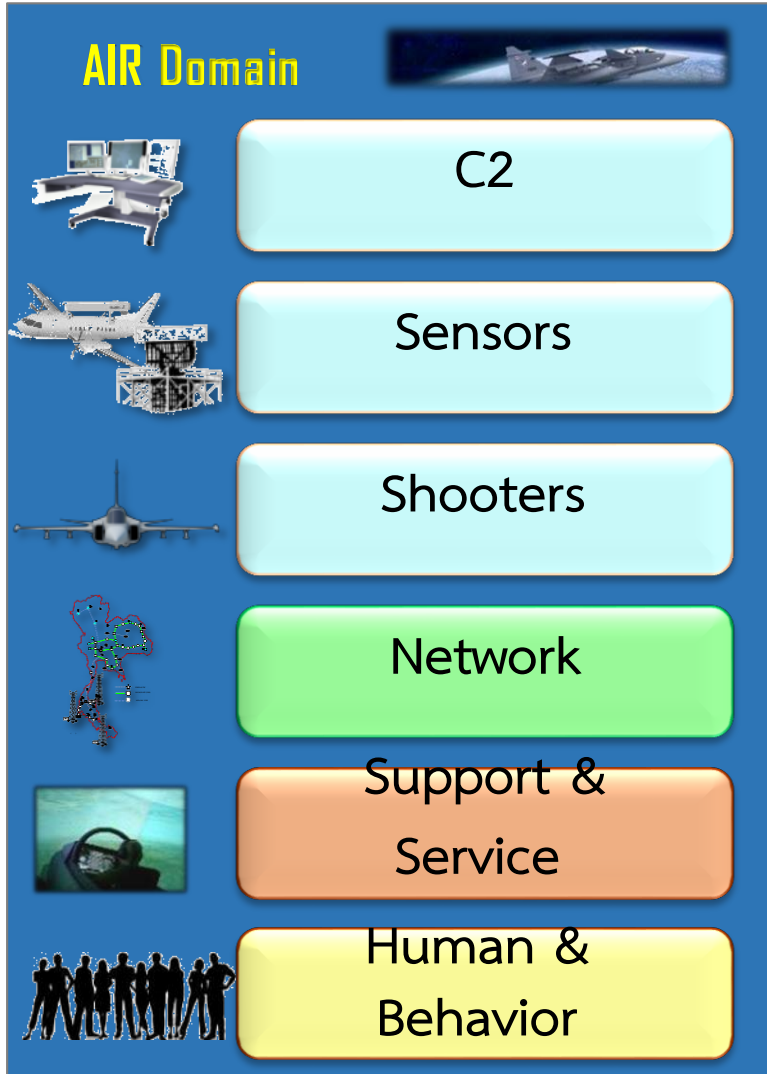 AIR Domain
C2
Sensors
Shooters
Network
Support &
Service
Human &
Behavior